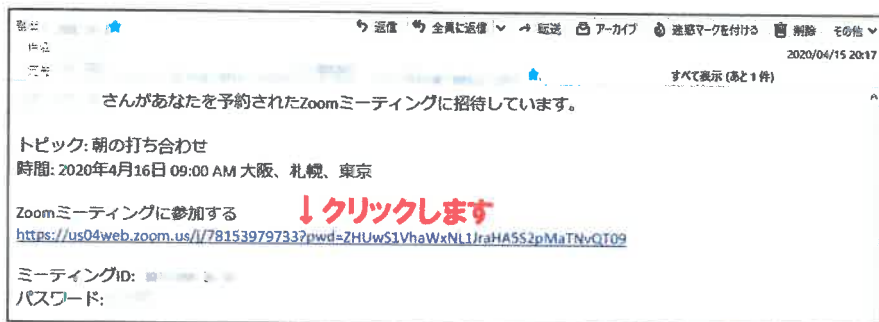 返信 全員に返信 転送 アーカイブ 迷惑マークを付ける 削除 その他
2020/04/15 20:17
すべて表示 (あと 1 件)
さんがあなたを予約されたZoomミーティングに招待しています。
トピック: 朝の打ち合わせ
時間: 2020年4月16日 09:00 AM 大阪、札幌、東京
↓クリックします
Zoomミーティングに参加する
https://us04web.zoom.us/j/78153979733?pwd=ZHUwS1VhaWxNL1JraHA5S2pMaTNvQT09
ミーティングID:
パスワード: